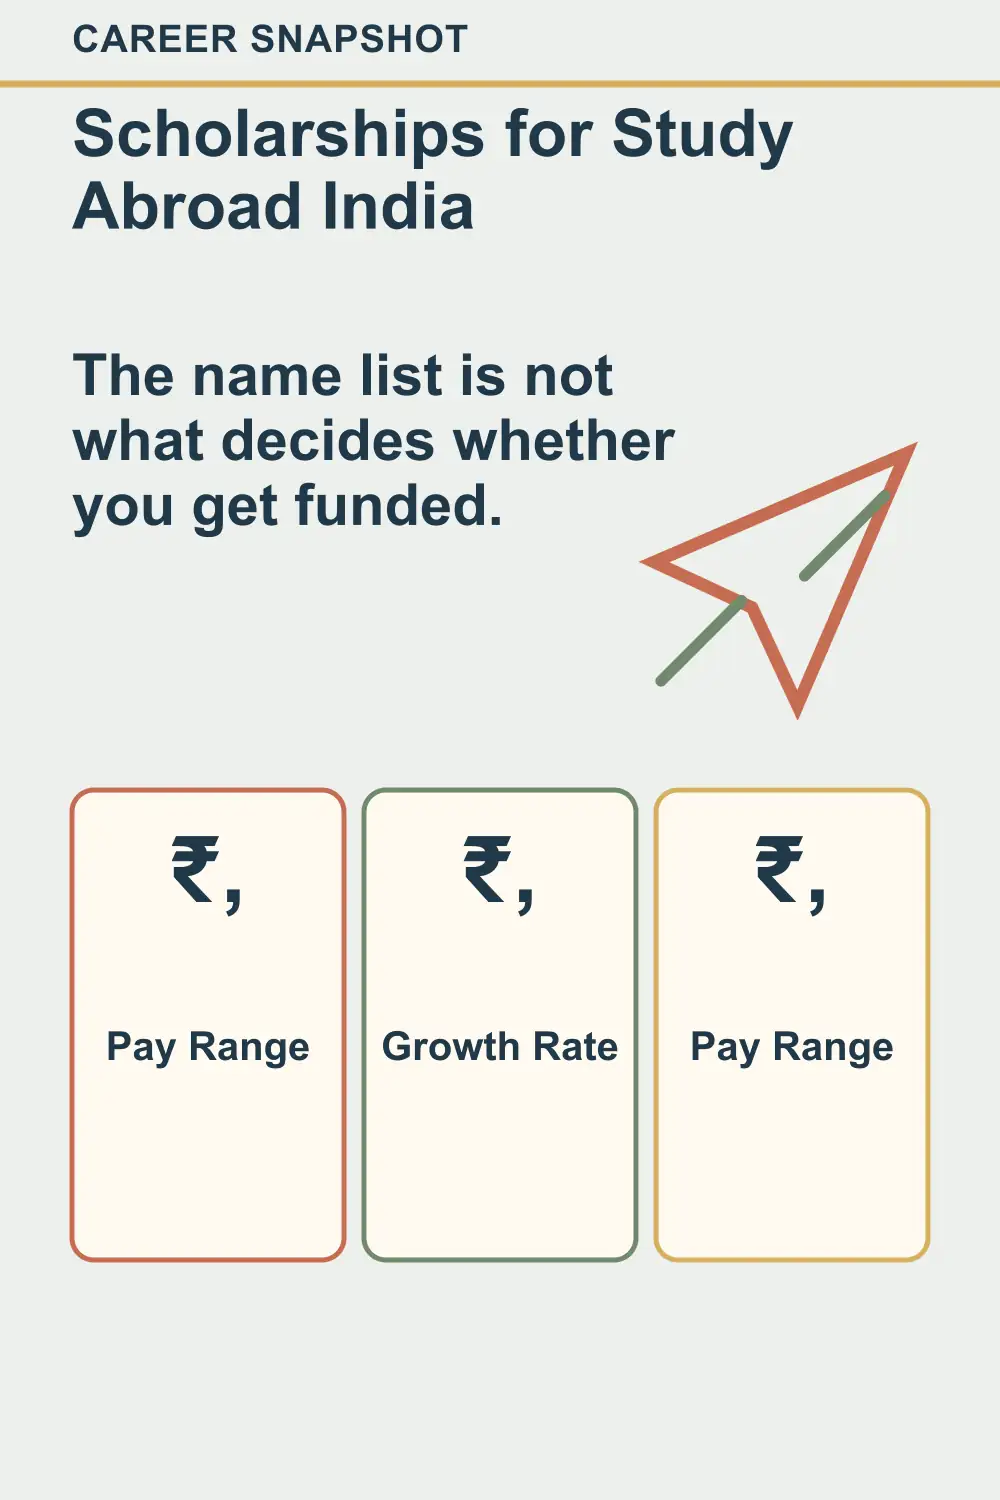 CAREER SNAPSHOT
Scholarships for Study
Abroad India
The name list is not
what decides whether
you get funded.
₹,
Pay Range
₹,
Growth Rate
₹,
Pay Range